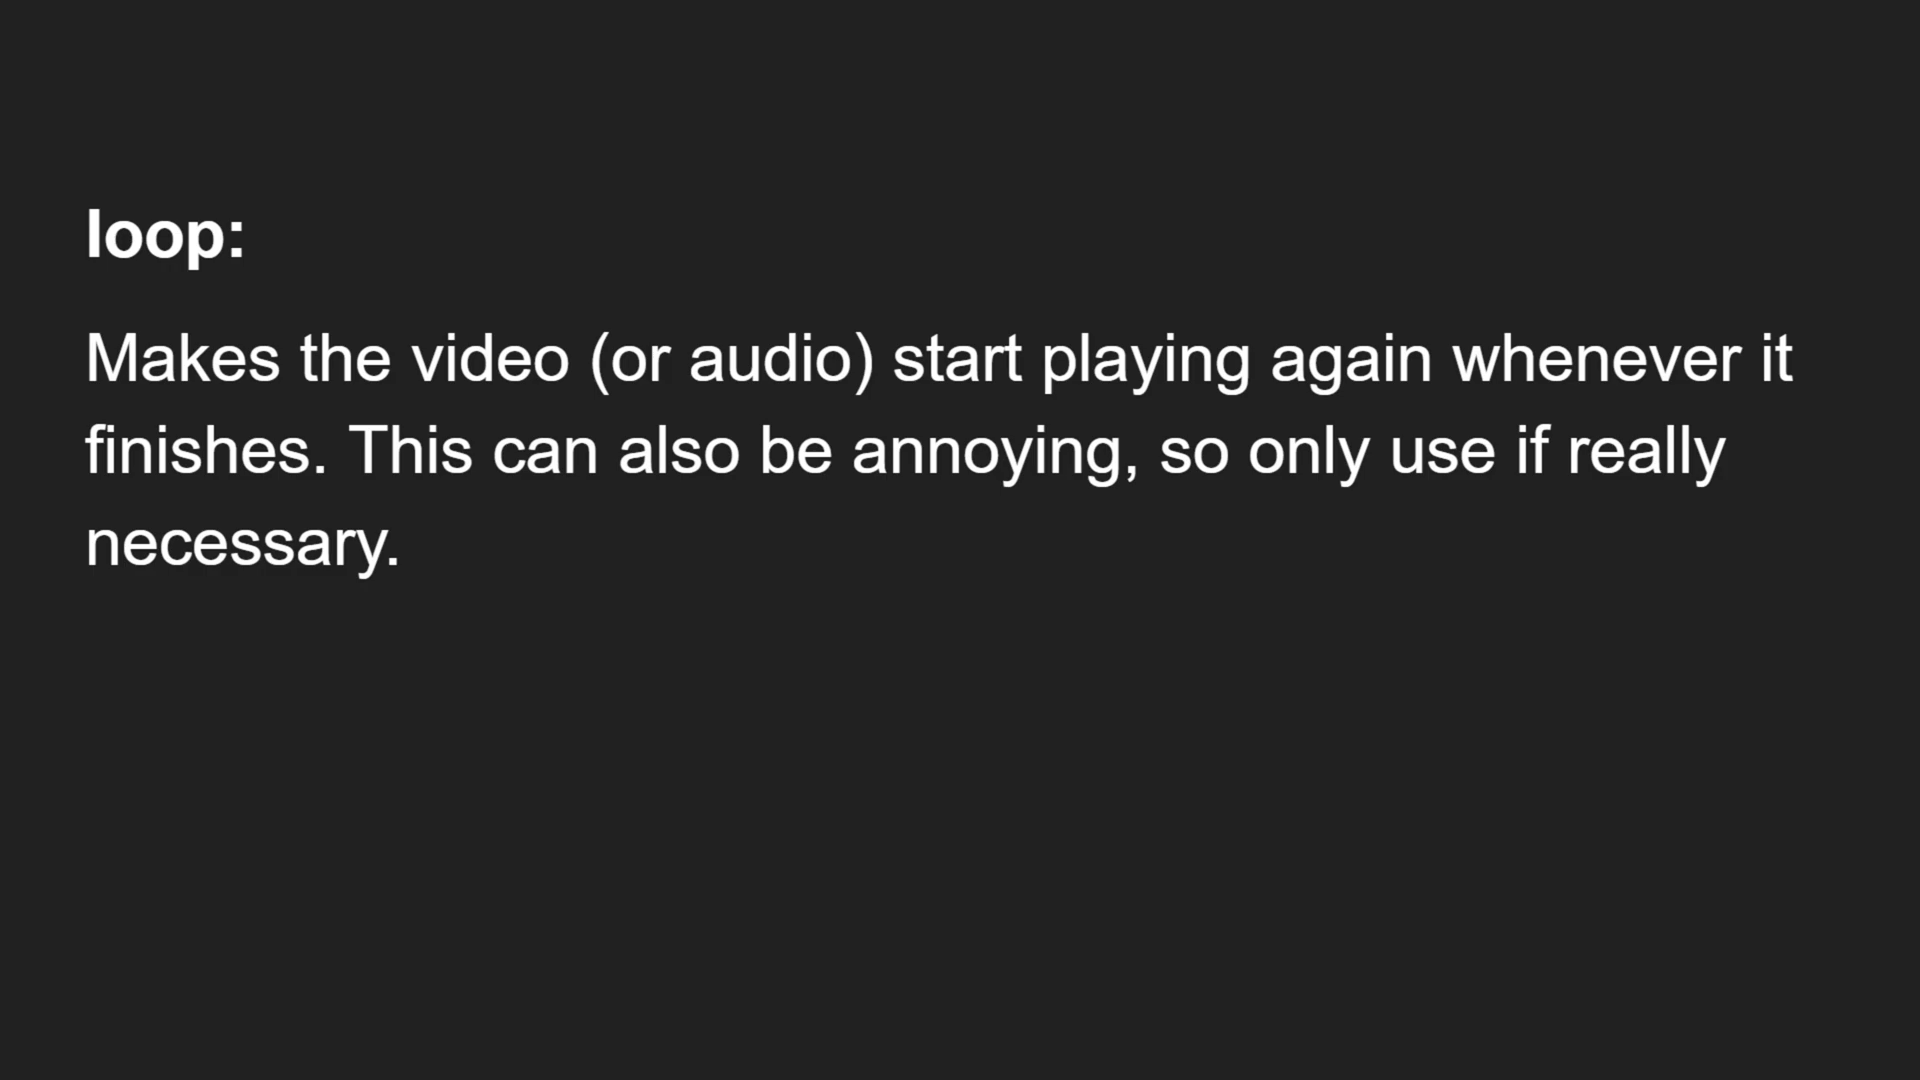 loop:
Makes the video (or audio) start playing again whenever it
finishes. This can also be annoying, so only use if really
necessary.